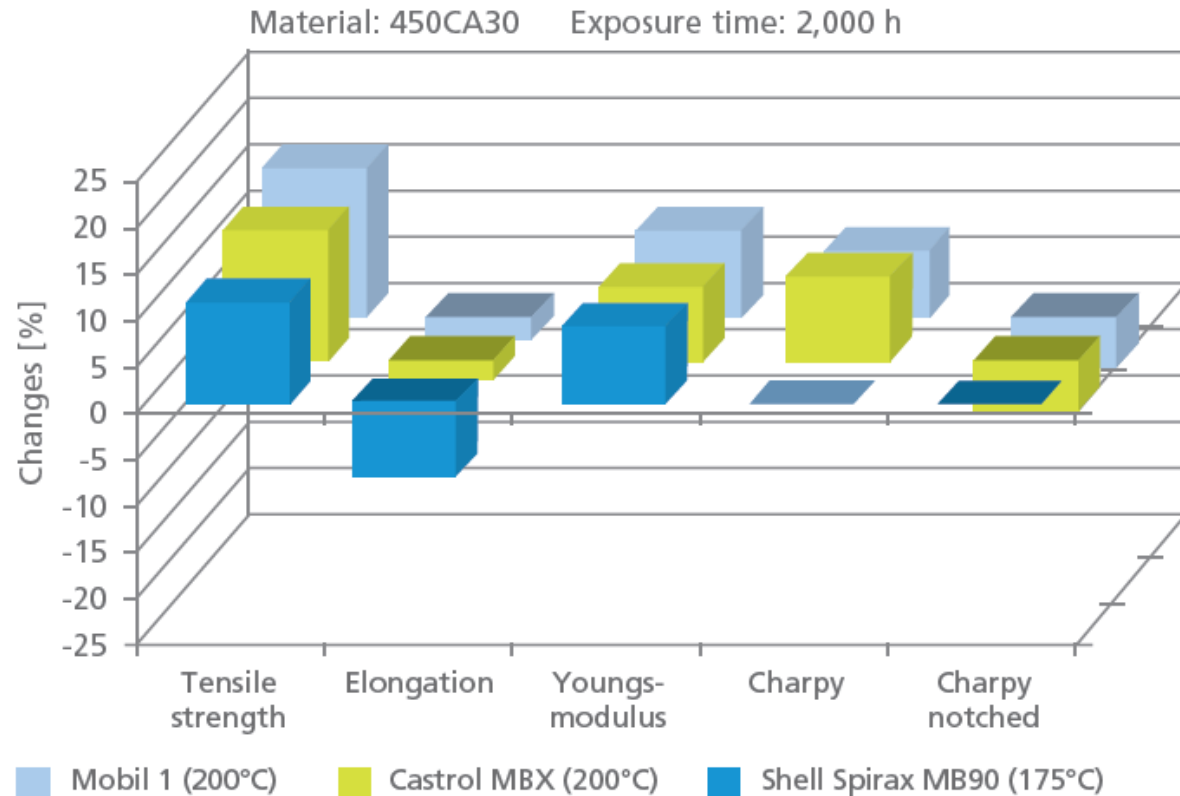 Material: 450CA30 Exposure time: 2,000 h
Changes [%]
25
20
15
10
5
0
-5
-10
-15
-20
-25
Tensile
strength
Elongation
Youngs-
modulus
Charpy
Charpy
notched
Mobil 1 (200°C) Castrol MBX (200°C) Shell Spirax MB90 (175°C)